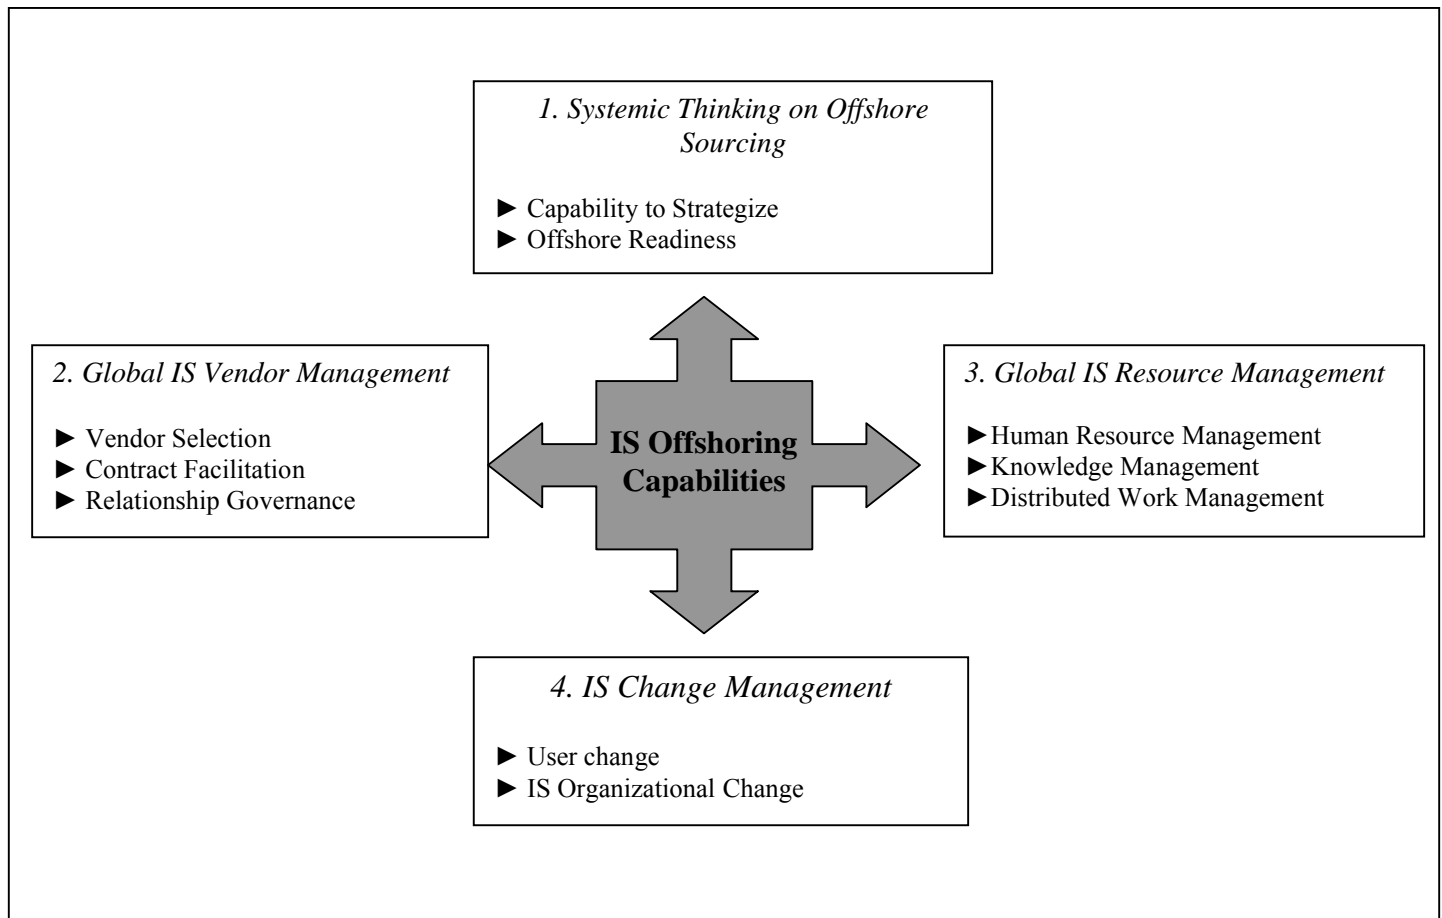 1. Systemic Thinking on Offshore
Sourcing
► Capability to Strategize
► Offshore Readiness
2. Global IS Vendor Management
► Vendor Selection
► Contract Facilitation
► Relationship Governance
IS Offshoring
Capabilities
3. Global IS Resource Management
►Human Resource Management
►Knowledge Management
►Distributed Work Management
4. IS Change Management
► User change
► IS Organizational Change